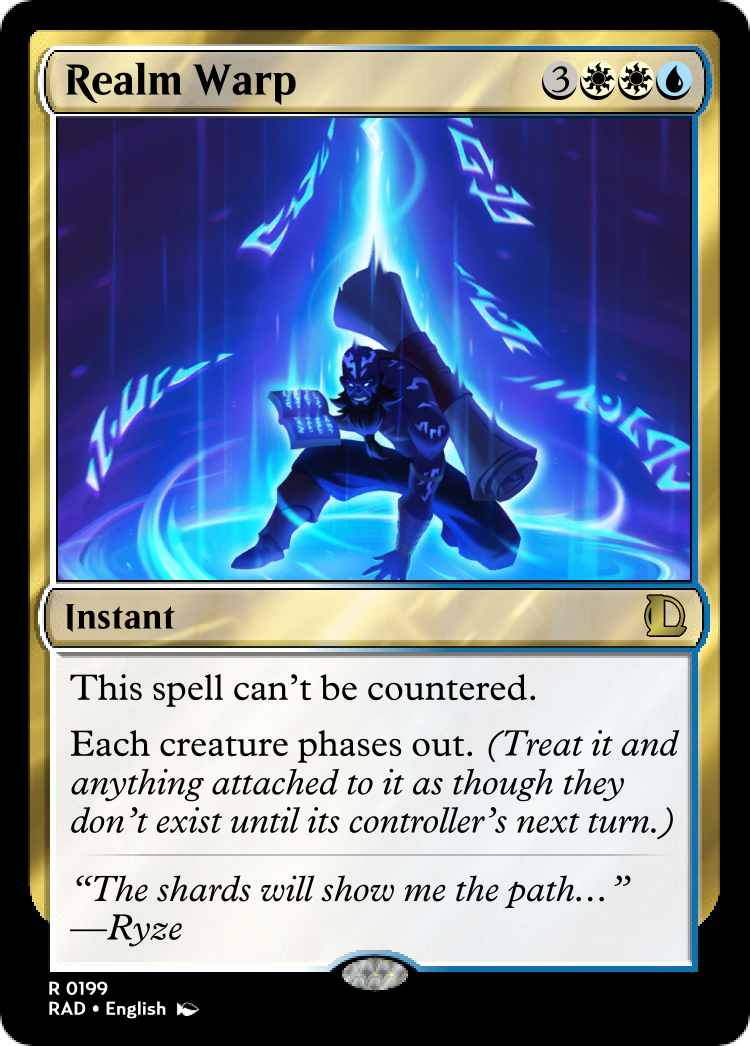 Realm Warp 3
Instant
This spell can't be countered.
Each creature phases out. (Treat it and
anything attached to it as though they
don't exist until its controller's next turn.)
“The shards will show me the path…”
—Ryze
R 0199
RAD • English